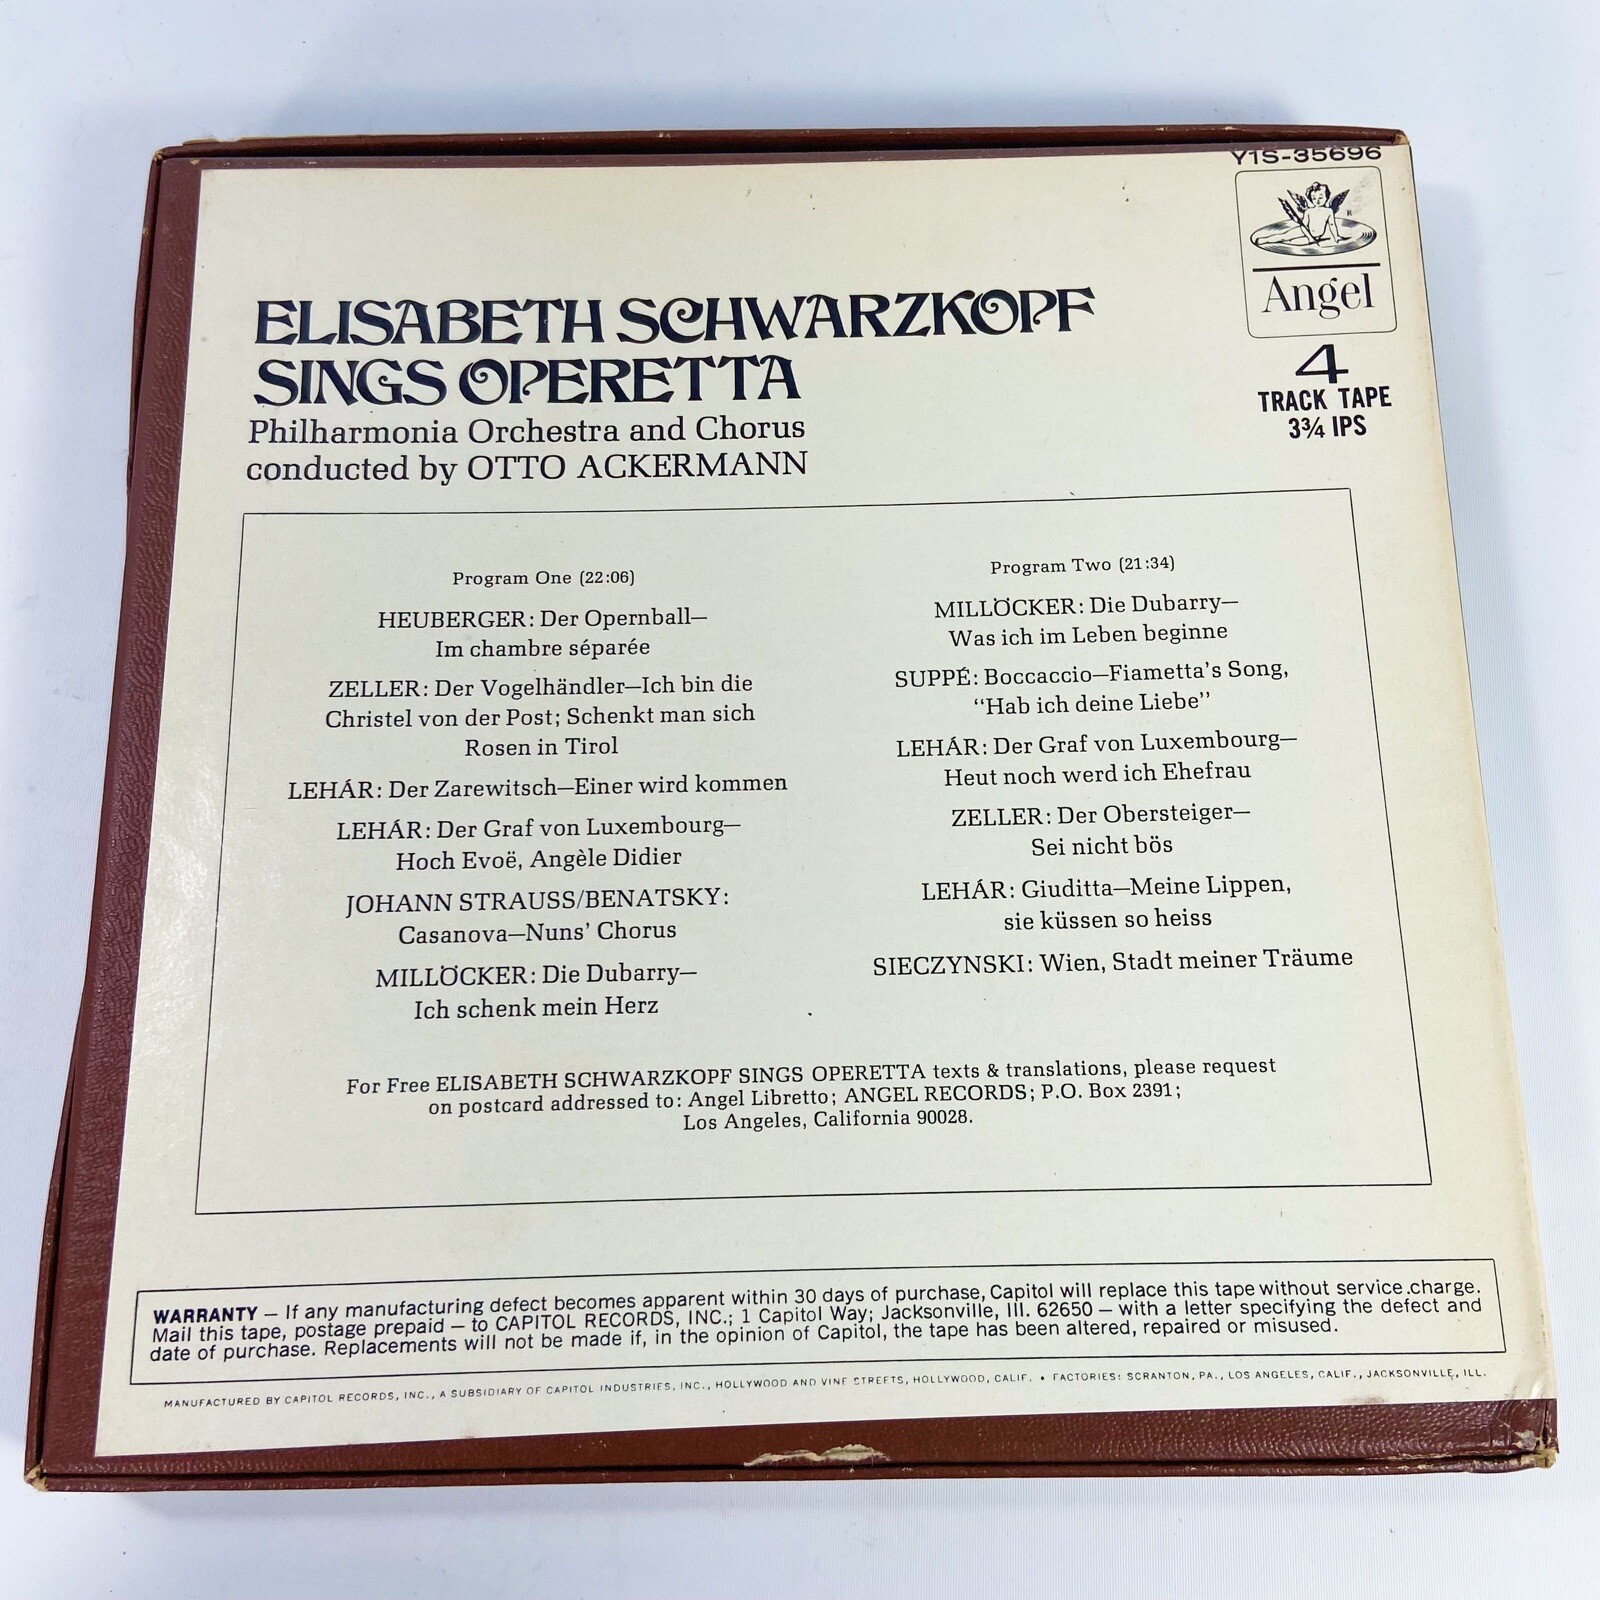 Y1S-35696
R
Angel
4
TRACK TAPE
3¾ IPS
ELISABETH SCHWARZKOPF
SINGS OPERETTA
Philharmonia Orchestra and Chorus
conducted by OTTO ACKERMANN
Program One (22:06)
HEUBERGER: Der Opernball—
Im chambre séparée
ZELLER: Der Vogelhändler—Ich bin die
Christel von der Post; Schenkt man sich
Rosen in Tirol
LEHÁR: Der Zarewitsch—Einer wird kommen
LEHÁR: Der Graf von Luxembourg—
Hoch Evoë, Angèle Didier
JOHANN STRAUSS/BENATSKY:
Casanova—Nuns' Chorus
MILLÖCKER: Die Dubarry—
Ich schenk mein Herz
Program Two (21:34)
MILLÖCKER: Die Dubarry—
Was ich im Leben beginne
SUPPÉ: Boccaccio—Fiametta's Song,
"Hab ich deine Liebe"
LEHÁR: Der Graf von Luxembourg—
Heut noch werd ich Ehefrau
ZELLER: Der Obersteiger—
Sei nicht bös
LEHÁR: Giuditta—Meine Lippen,
sie küssen so heiss
SIECZYNSKI: Wien, Stadt meiner Träume
For Free ELISABETH SCHWARZKOPF SINGS OPERETTA texts & translations, please request
on postcard addressed to: Angel Libretto; ANGEL RECORDS; P.O. Box 2391;
Los Angeles, California 90028.
WARRANTY — If any manufacturing defect becomes apparent within 30 days of purchase, Capitol will replace this tape without service charge.
Mail this tape, postage prepaid — to CAPITOL RECORDS, INC.; 1 Capitol Way; Jacksonville, Ill. 62650 — with a letter specifying the defect and
date of purchase. Replacements will not be made if, in the opinion of Capitol, the tape has been altered, repaired or misused.
MANUFACTURED BY CAPITOL RECORDS, INC., A SUBSIDIARY OF CAPITOL INDUSTRIES, INC., HOLLYWOOD AND VINE STREETS, HOLLYWOOD, CALIF. • FACTORIES: SCRANTON, PA., LOS ANGELES, CALIF., JACKSONVILLE, ILL.